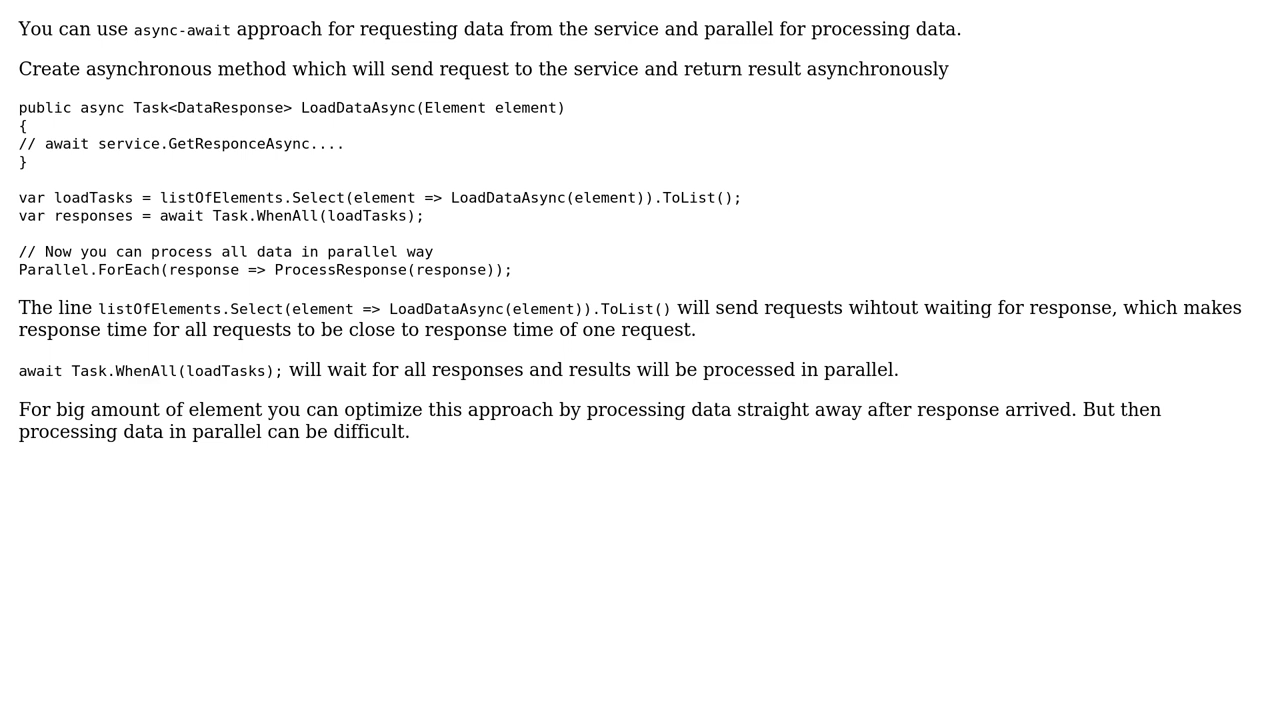 You can use async-await approach for requesting data from the service and parallel for processing data.
Create asynchronous method which will send request to the service and return result asynchronously
public async Task<DataResponse> LoadDataAsync(Element element)
{
// await service.GetResponceAsync....
}
var loadTasks = listOfElements.Select(element => LoadDataAsync(element)).ToList();
var responses = await Task.WhenAll(loadTasks);
// Now you can process all data in parallel way
Parallel.ForEach(response => ProcessResponse(response));
The line listOfElements.Select(element => LoadDataAsync(element)).ToList() will send requests wihtout waiting for response, which makes
response time for all requests to be close to response time of one request.
await Task.WhenAll(loadTasks); will wait for all responses and results will be processed in parallel.
For big amount of element you can optimize this approach by processing data straight away after response arrived. But then
processing data in parallel can be difficult.